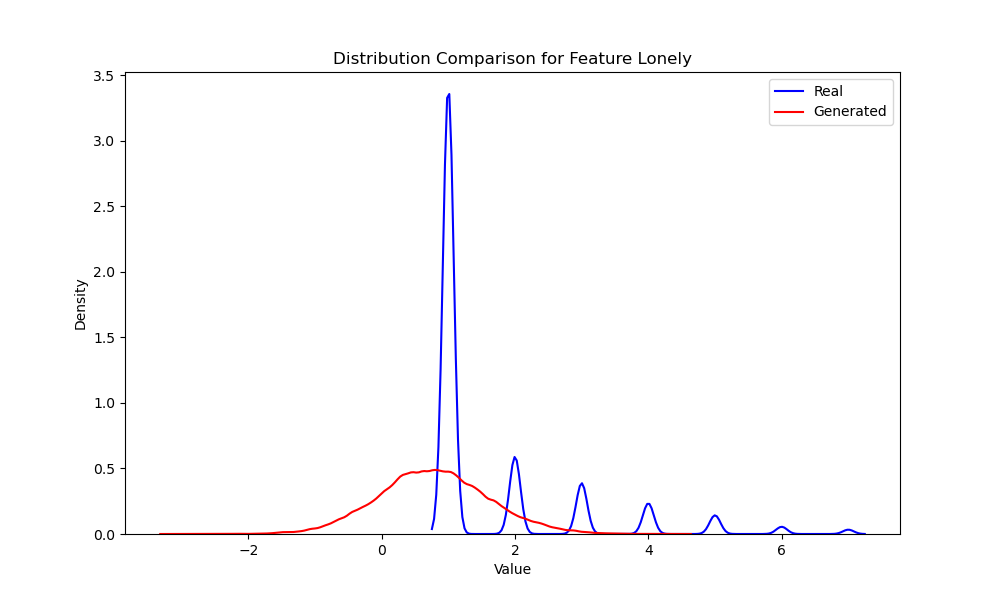 Distribution Comparison for Feature Lonely
Real
Generated
3.5
3.0
2.5
2.0
1.5
1.0
0.5
0.0
Density
−2
0
2
4
6
Value